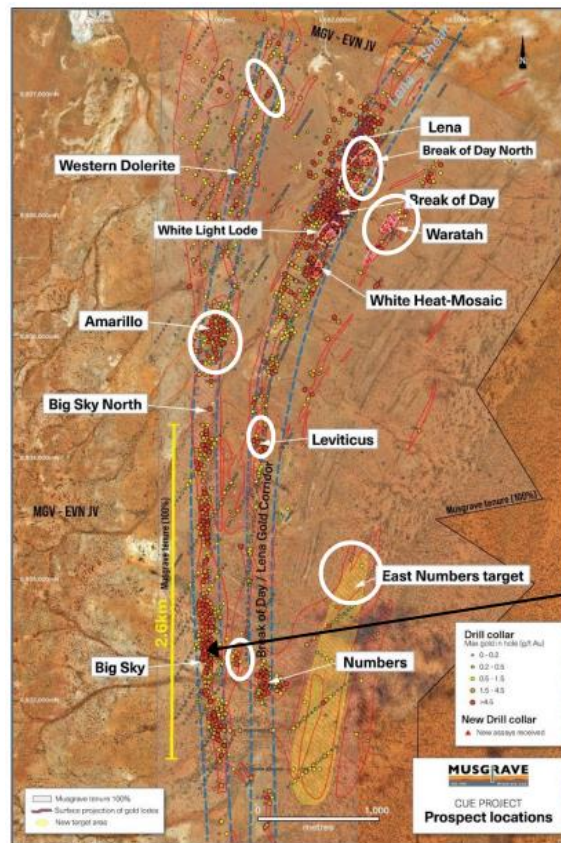 MGV - EVN JV
Lena Shear
N
Lena
Break of Day North
Western Dolerite
Break of Day
White Light Lode
Waratah
White Heat-Mosaic
Amarillo
Big Sky North
Leviticus
MGV - EVN JV
Musgrave tenure (100%)
2.6km
Break of Day / Lena Gold Corridor
Musgrave tenure (100%)
East Numbers target
Big Sky
Numbers
Drill collar
Max gold in hole (g/t Au)
0 - 0.2
0.2 - 0.5
0.5 - 1.5
1.5 - 4.5
>4.5
New Drill collar
New assays received
MUSGRAVE
CUE PROJECT
Prospect locations
Musgrave tenure 100%
Surface projection of gold lodes
New target area
0
1,000
metres